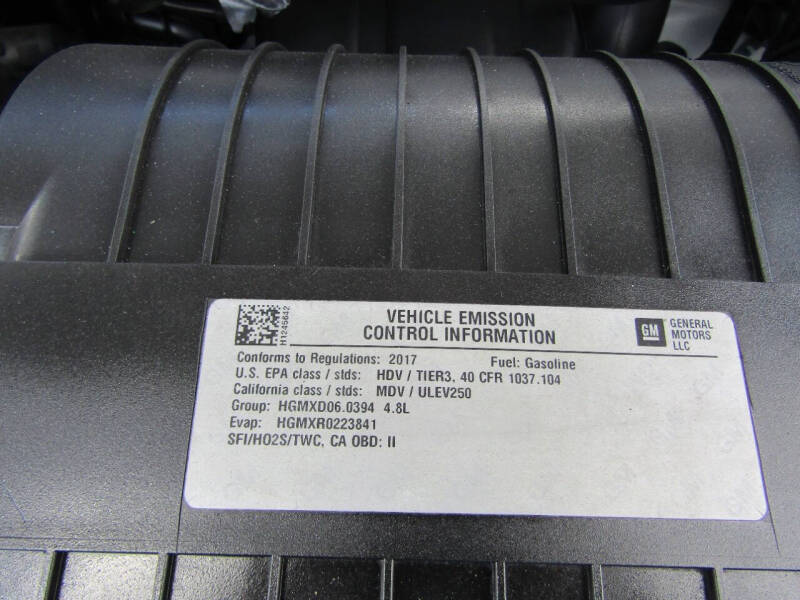 H1245642
VEHICLE EMISSION
CONTROL INFORMATION
GM
GENERAL
MOTORS
LLC
Conforms to Regulations: 2017 Fuel: Gasoline
U.S. EPA class / stds: HDV / TIER3, 40 CFR 1037.104
California class / stds: MDV / ULEV250
Group: HGMXD06.0394 4.8L
Evap: HGMXR0223841
SFI/HO2S/TWC, CA OBD: II